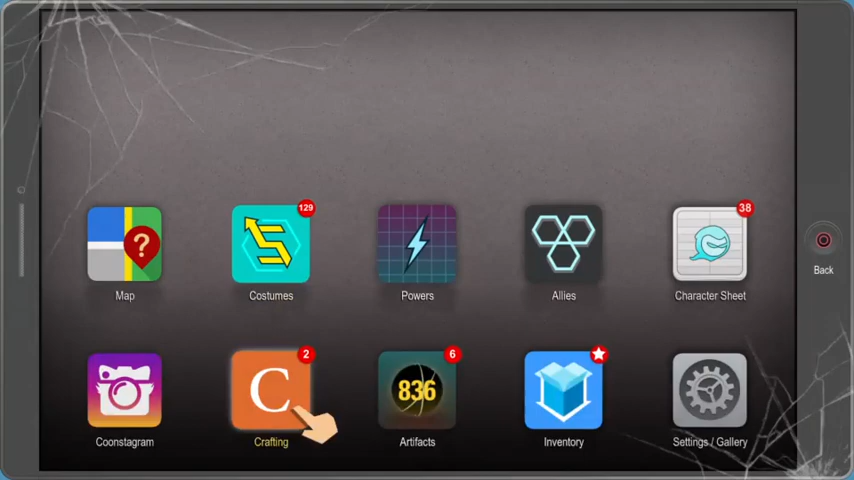 129
38
?
Map
Costumes
Powers
Allies
Character Sheet
Back
2
6
C
836
Coonstagram
Crafting
Artifacts
Inventory
Settings / Gallery